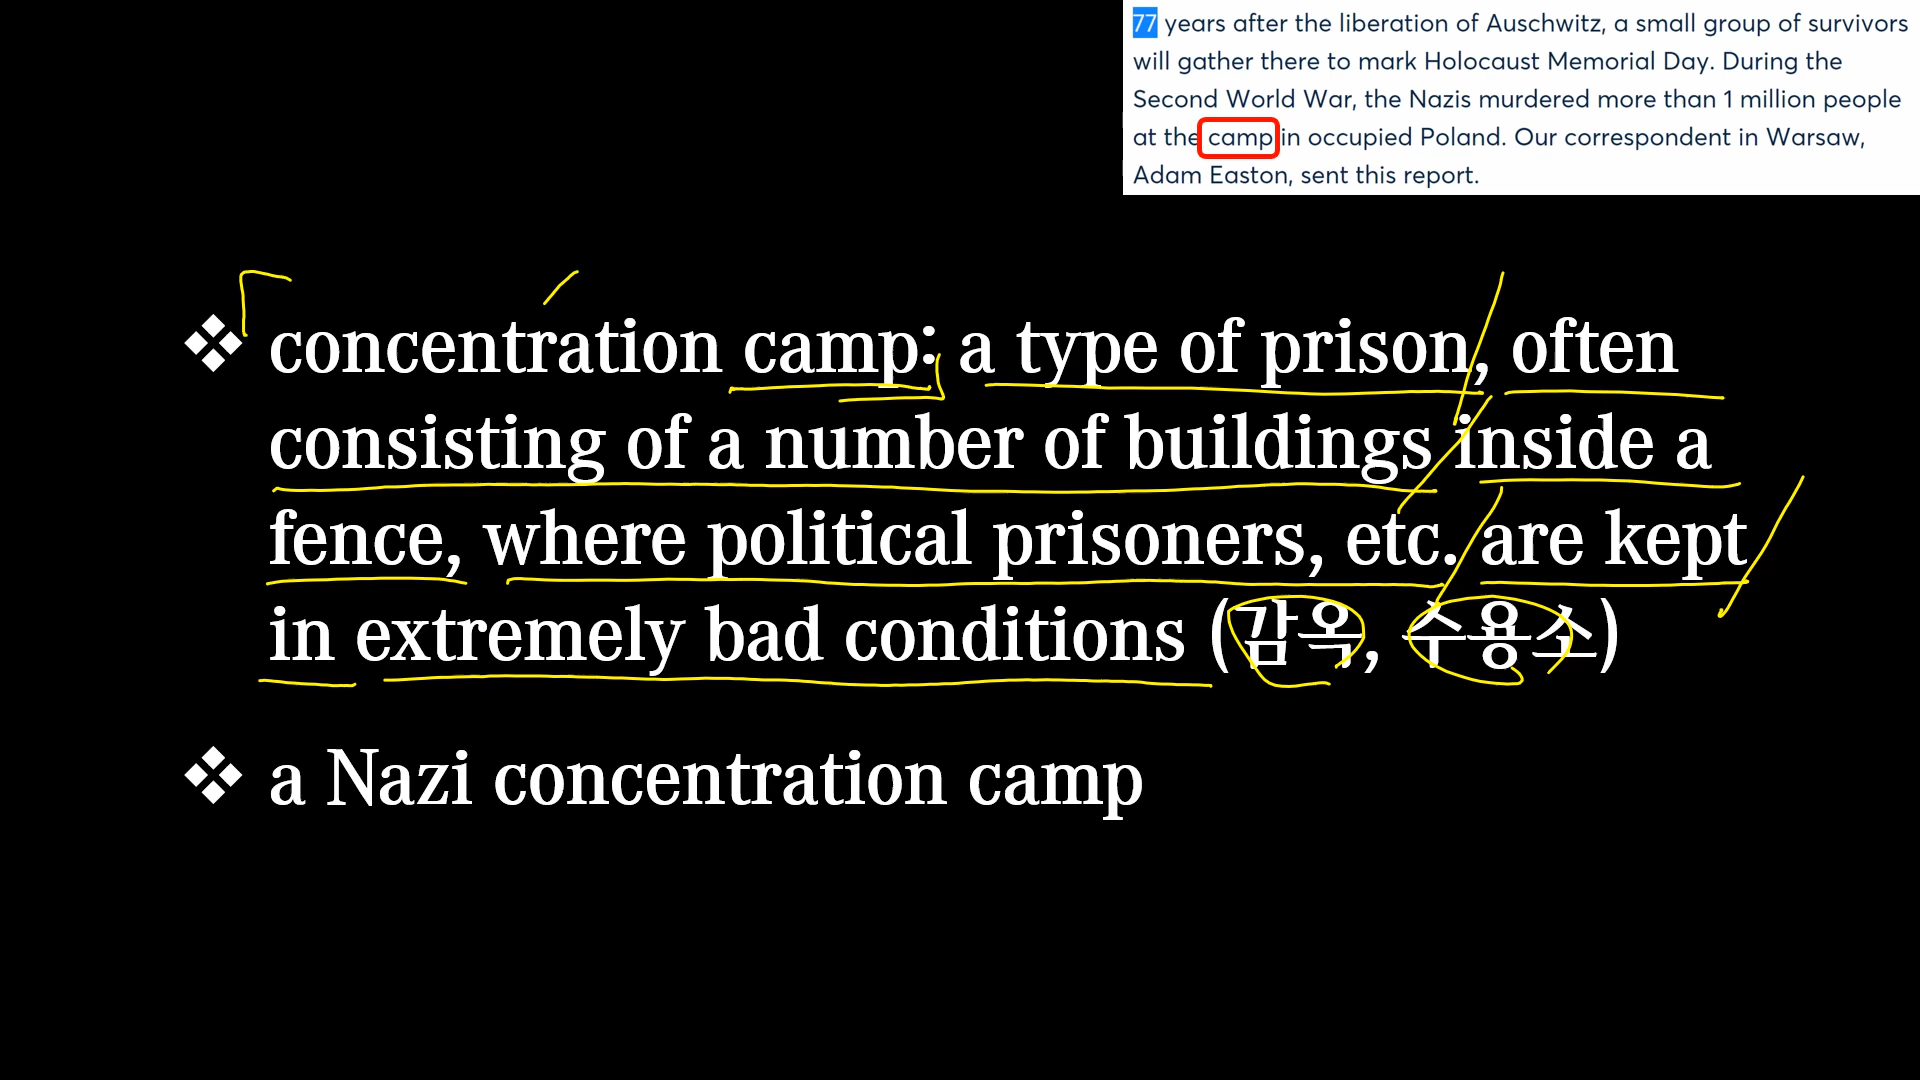 77 years after the liberation of Auschwitz, a small group of survivors
will gather there to mark Holocaust Memorial Day. During the
Second World War, the Nazis murdered more than 1 million people
at the camp in occupied Poland. Our correspondent in Warsaw,
Adam Easton, sent this report.
❖ concentration camp: a type of prison, often
consisting of a number of buildings inside a
fence, where political prisoners, etc. are kept
in extremely bad conditions (감옥, 수용소)
❖ a Nazi concentration camp